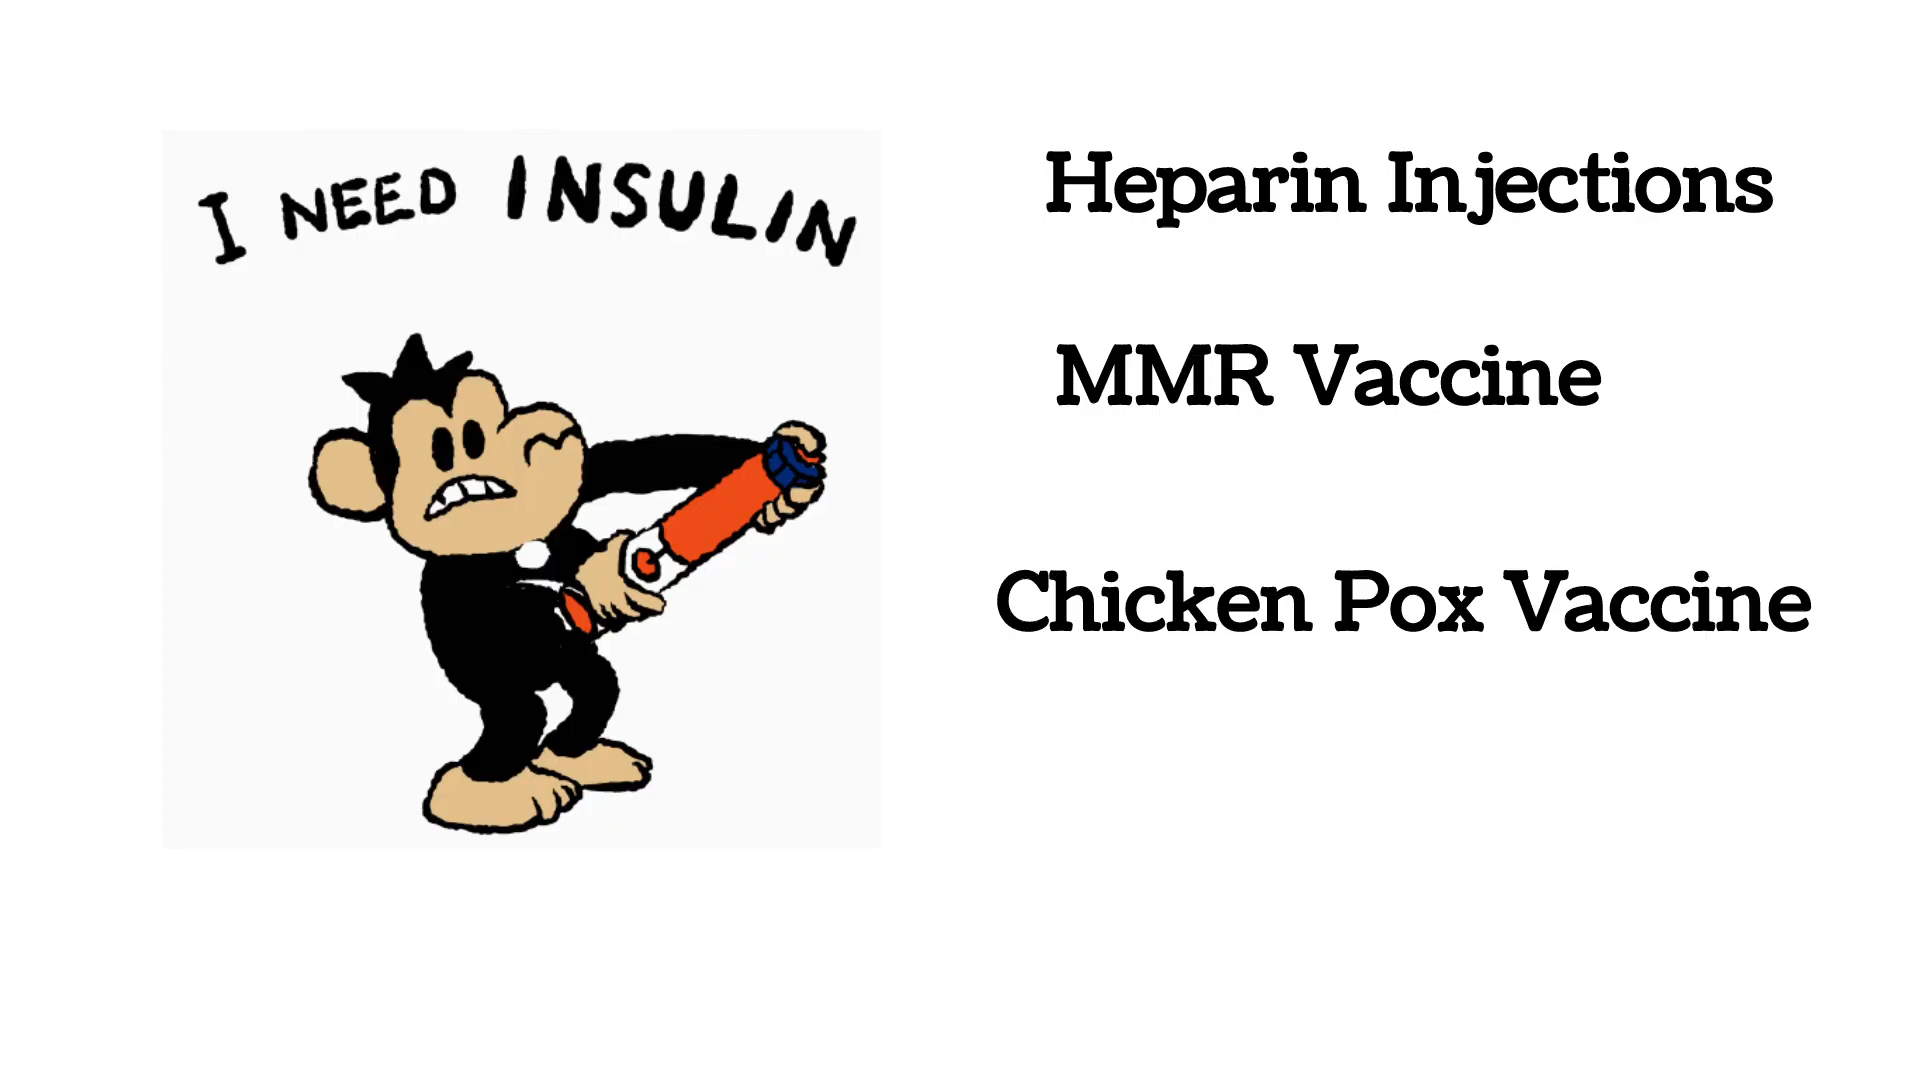 I NEED INSULIN
Heparin Injections
MMR Vaccine
Chicken Pox Vaccine